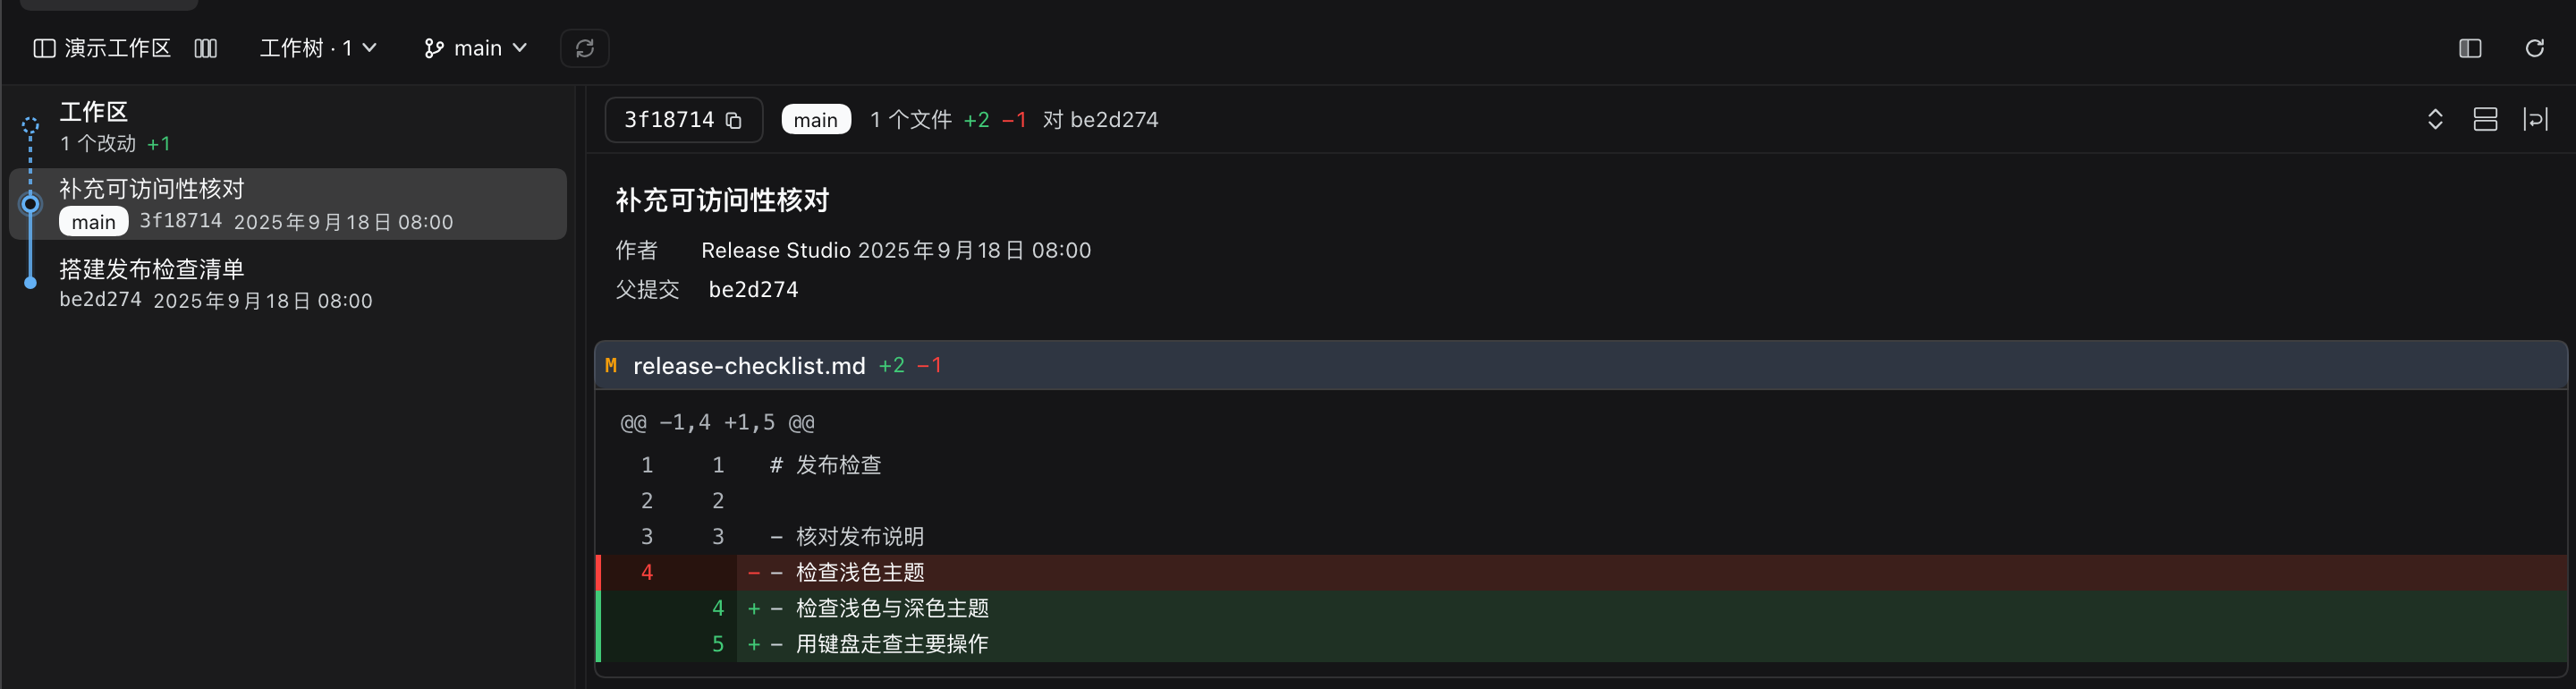 演示工作区 工作树 · 1 main
工作区
1 个改动 +1
补充可访问性核对
main 3f18714 2025年9月18日 08:00
搭建发布检查清单
be2d274 2025年9月18日 08:00
3f18714 main 1 个文件 +2 −1 对 be2d274
补充可访问性核对
作者 Release Studio 2025年9月18日 08:00
父提交 be2d274
M release-checklist.md +2 −1
@@ −1,4 +1,5 @@
1 1 # 发布检查
2 2
3 3 - 核对发布说明
4 − - 检查浅色主题
4 + - 检查浅色与深色主题
5 + - 用键盘走查主要操作